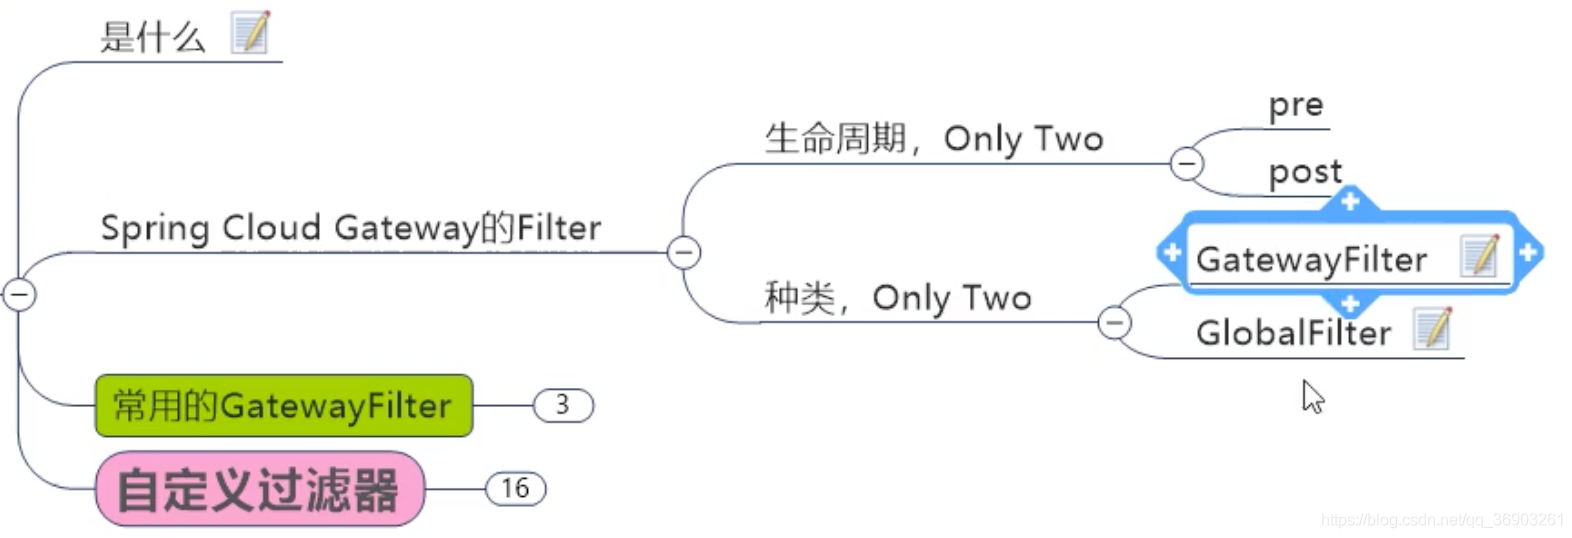 是什么
Spring Cloud Gateway的Filter
生命周期，Only Two
pre
post
种类，Only Two
GatewayFilter
GlobalFilter
常用的GatewayFilter
3
自定义过滤器
16
https://blog.csdn.net/qq_36903261